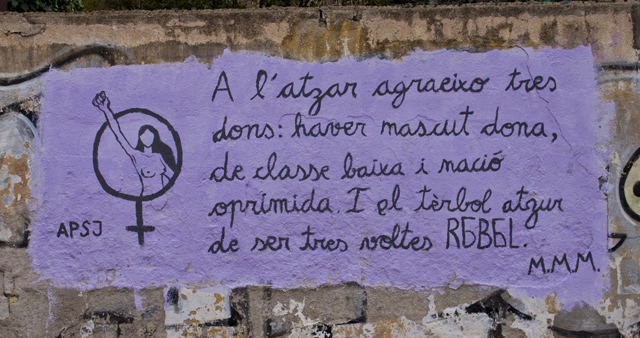 A l'atzar agraeixo tres
dons: haver nascut dona,
de classe baixa i nació
oprimida. I el tèrbol atzur
de ser tres voltes REBEL.
M.M.M.
APSJ